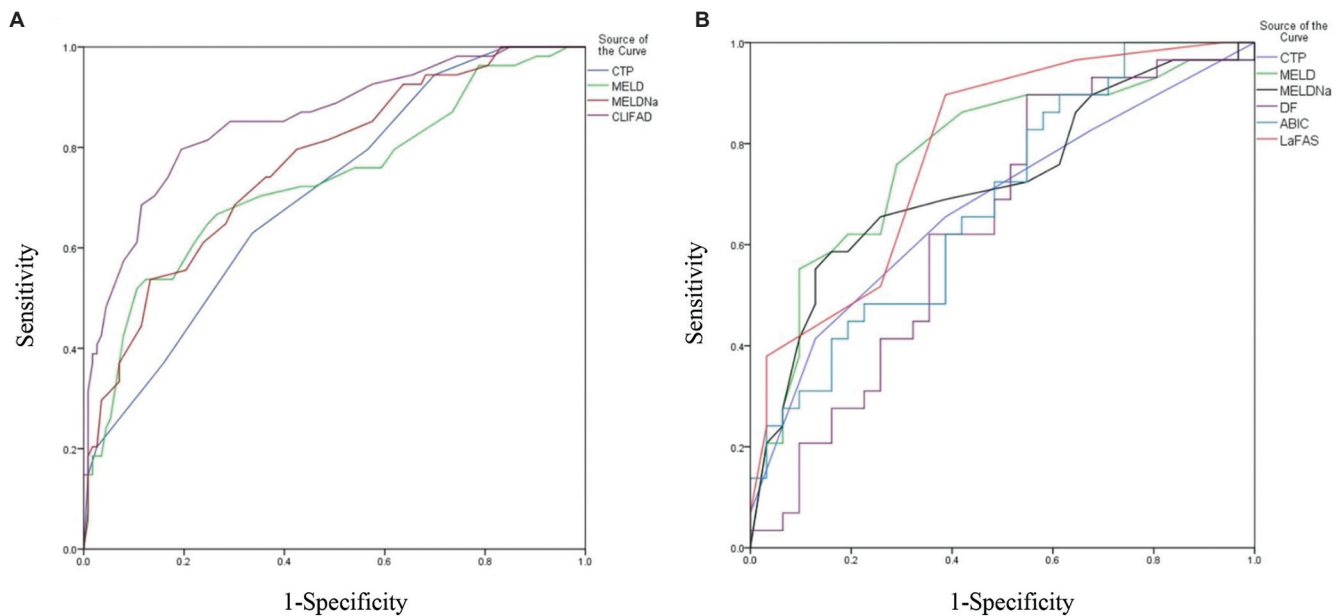 A
Source of
the Curve
CTP
MELD
MELDNa
CLIFAD
1.0
0.8
0.6
0.4
0.2
0.0
0.0 0.2 0.4 0.6 0.8 1.0
Sensitivity
1-Specificity
B
Source of the
Curve
CTP
MELD
MELDNa
DF
ABIC
LaFAS
1.0
0.8
0.6
0.4
0.2
0.0
0.0 0.2 0.4 0.6 0.8 1.0
Sensitivity
1-Specificity